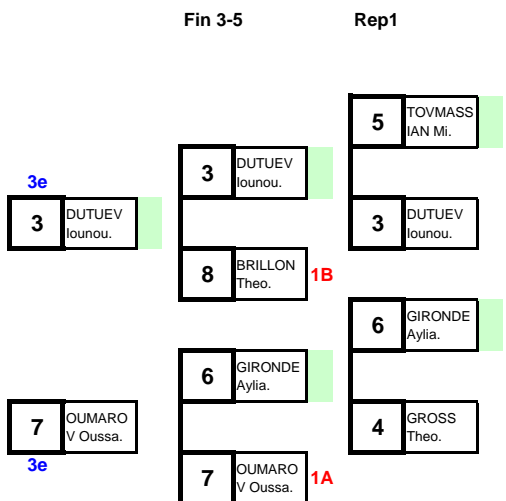 Fin 3-5
Rep1
5
TOVMASS
IAN Mi.
3
DUTUEV
Iounou.
3e
3
DUTUEV
Iounou.
3
DUTUEV
Iounou.
8
BRILLON
Theo.
1B
6
GIRONDE
Aylia.
6
GIRONDE
Aylia.
7
OUMARO
V Oussa.
4
GROSS
Theo.
3e
7
OUMARO
V Oussa.
1A